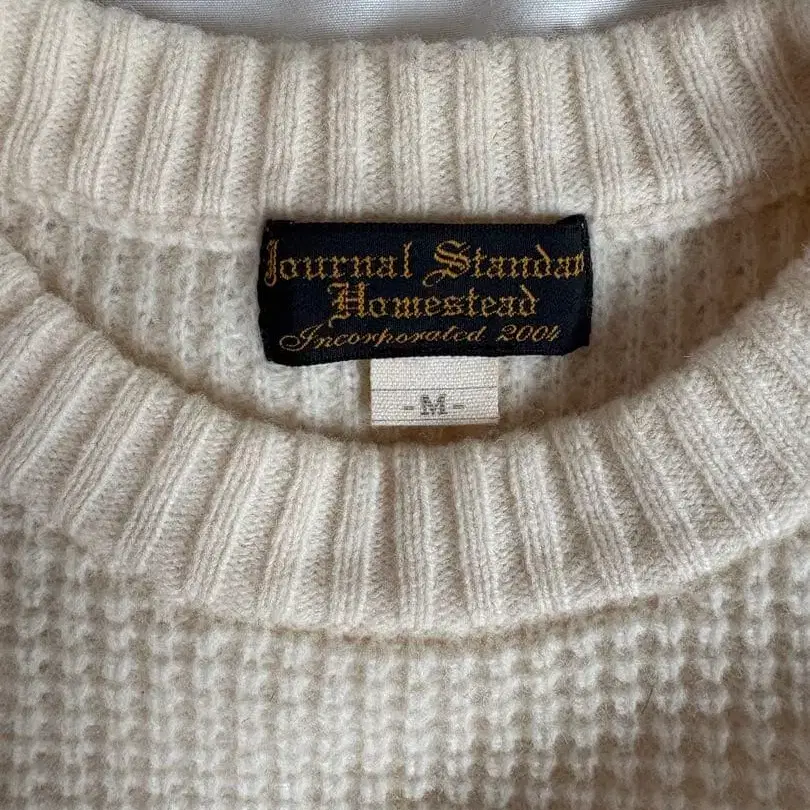 Journal Standar
Homestead
Incorporated 2004
- M -